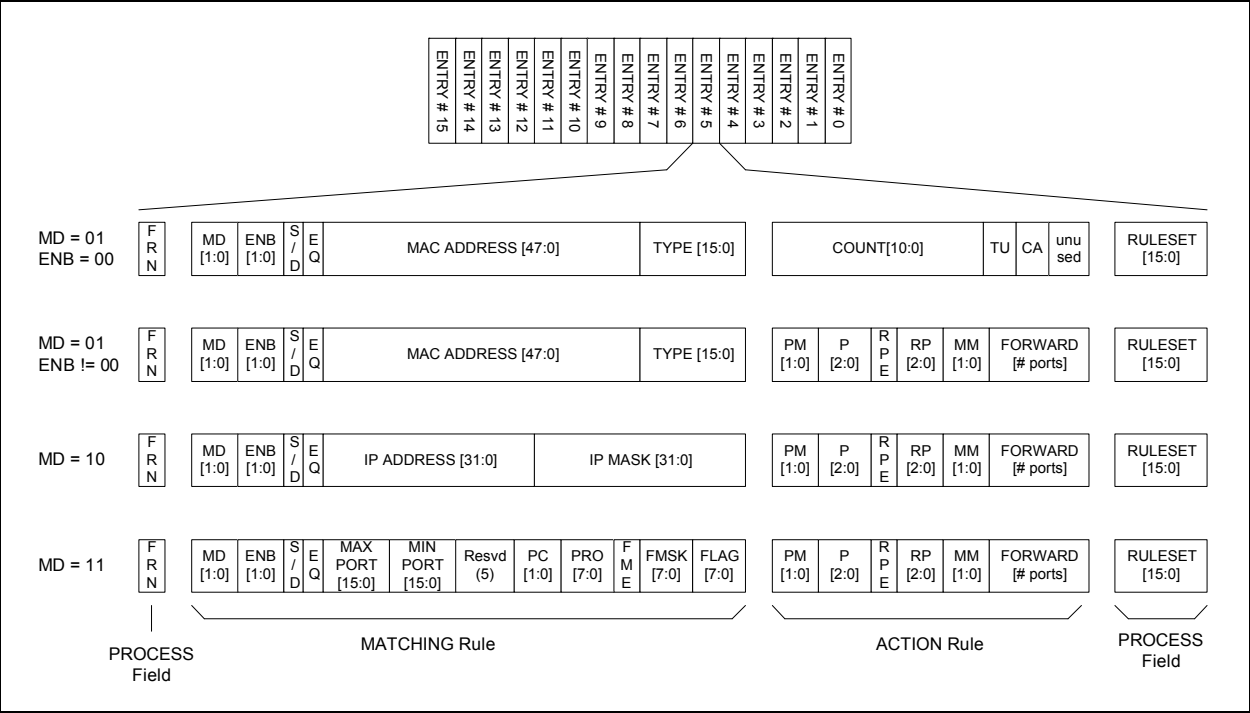 ENTRY # 15
ENTRY # 14
ENTRY # 13
ENTRY # 12
ENTRY # 11
ENTRY # 10
ENTRY # 9
ENTRY # 8
ENTRY # 7
ENTRY # 6
ENTRY # 5
ENTRY # 4
ENTRY # 3
ENTRY # 2
ENTRY # 1
ENTRY # 0
MD = 01
ENB = 00
F
R
N
MD
[1:0]
ENB
[1:0]
S
/
D
E
Q
MAC ADDRESS [47:0]
TYPE [15:0]
COUNT[10:0]
TU
CA
unu
sed
RULESET
[15:0]
MD = 01
ENB != 00
F
R
N
MD
[1:0]
ENB
[1:0]
S
/
D
E
Q
MAC ADDRESS [47:0]
TYPE [15:0]
PM
[1:0]
P
[2:0]
R
P
E
RP
[2:0]
MM
[1:0]
FORWARD
[# ports]
RULESET
[15:0]
MD = 10
F
R
N
MD
[1:0]
ENB
[1:0]
S
/
D
E
Q
IP ADDRESS [31:0]
IP MASK [31:0]
PM
[1:0]
P
[2:0]
R
P
E
RP
[2:0]
MM
[1:0]
FORWARD
[# ports]
RULESET
[15:0]
MD = 11
F
R
N
MD
[1:0]
ENB
[1:0]
S
/
D
E
Q
MAX
PORT
[15:0]
MIN
PORT
[15:0]
Resvd
(5)
PC
[1:0]
PRO
[7:0]
F
M
E
FMSK
[7:0]
FLAG
[7:0]
PM
[1:0]
P
[2:0]
R
P
E
RP
[2:0]
MM
[1:0]
FORWARD
[# ports]
RULESET
[15:0]
PROCESS
Field
MATCHING Rule
ACTION Rule
PROCESS
Field